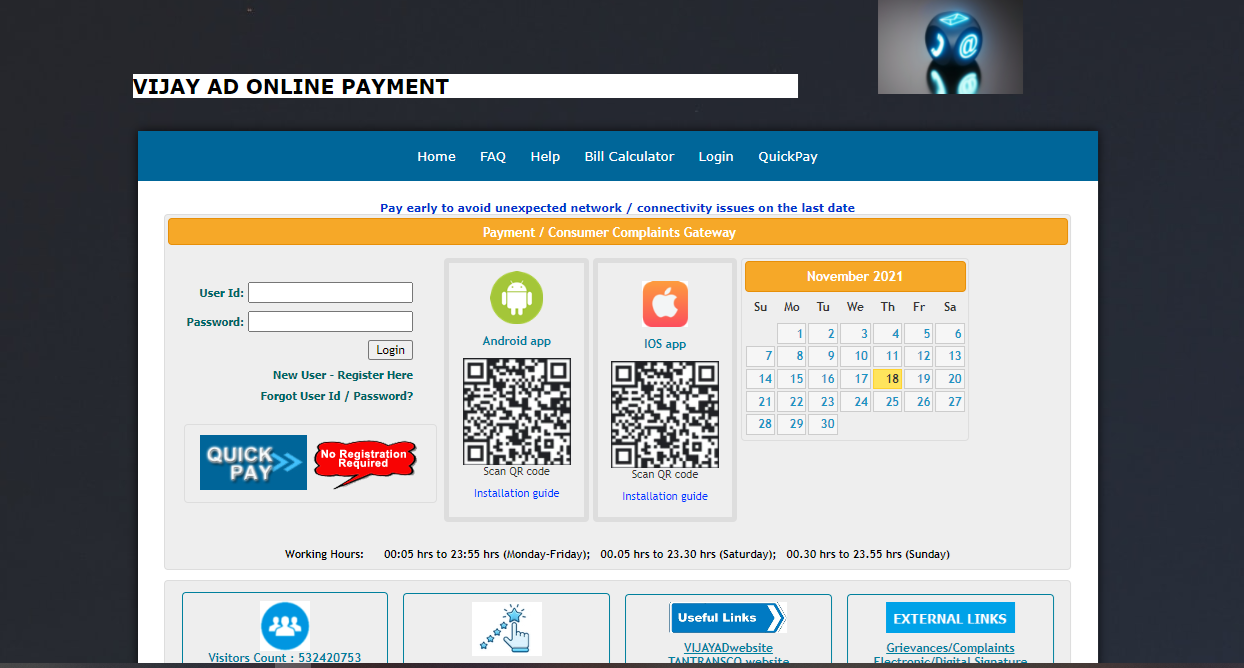 VIJAY AD ONLINE PAYMENT
Home FAQ Help Bill Calculator Login QuickPay
Pay early to avoid unexpected network / connectivity issues on the last date
Payment / Consumer Complaints Gateway
User Id:
Password:
Login
New User - Register Here
Forgot User Id / Password?
QUICK
PAY
No Registration
Required
Android app
Scan QR code
Installation guide
IOS app
Scan QR code
Installation guide
November 2021
Su Mo Tu We Th Fr Sa
1 2 3 4 5 6
7 8 9 10 11 12 13
14 15 16 17 18 19 20
21 22 23 24 25 26 27
28 29 30
Working Hours: 00:05 hrs to 23:55 hrs (Monday-Friday); 00.05 hrs to 23.30 hrs (Saturday); 00.30 hrs to 23.55 hrs (Sunday)
Visitors Count : 532420753
Useful Links
VIJAYADwebsite
TANTRANSCO website
EXTERNAL LINKS
Grievances/Complaints
Electronic/Digital Signature